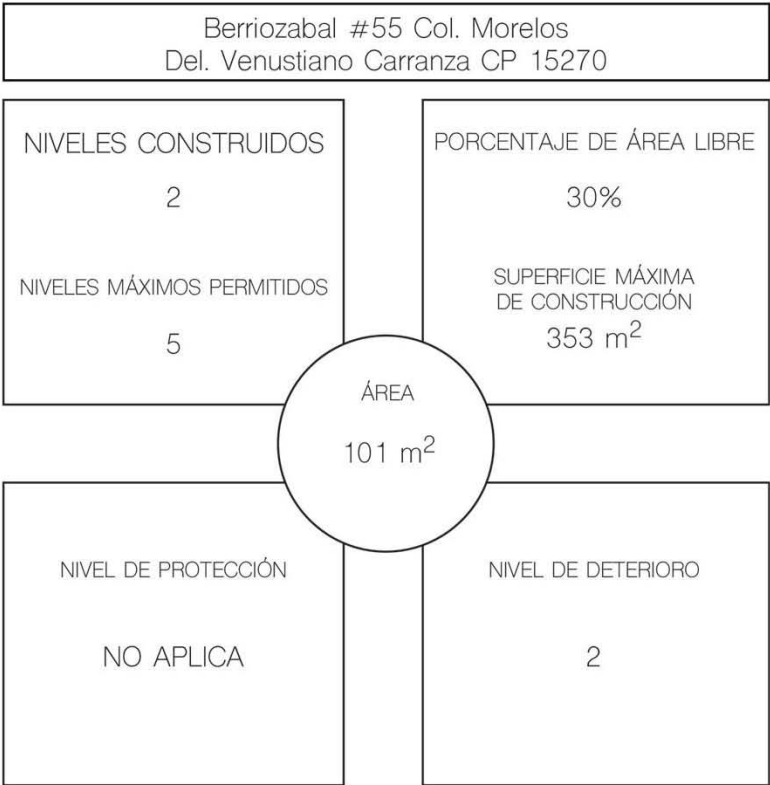 Berriozabal #55 Col. Morelos
Del. Venustiano Carranza CP 15270
NIVELES CONSTRUIDOS
2
NIVELES MÁXIMOS PERMITIDOS
5
PORCENTAJE DE ÁREA LIBRE
30%
SUPERFICIE MÁXIMA
DE CONSTRUCCIÓN
353 m²
ÁREA
101 m²
NIVEL DE PROTECCIÓN
NO APLICA
NIVEL DE DETERIORO
2